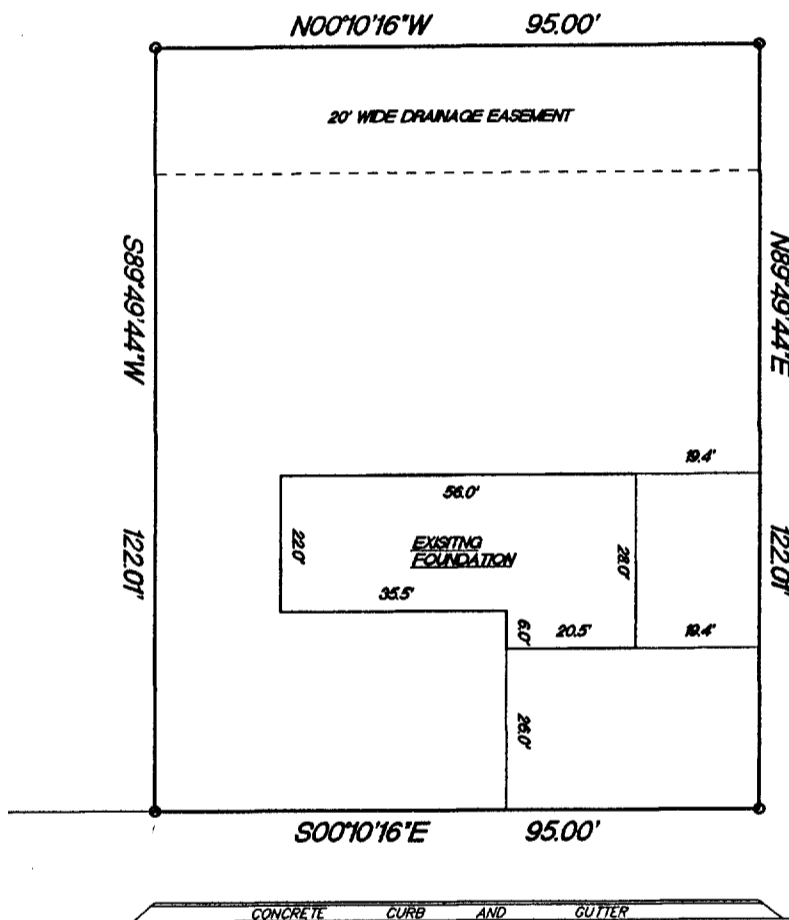 N00°10'16"W 95.00'
20' WIDE DRAINAGE EASEMENT
S89°49'44"W
N89°49'44"E
19.4'
56.0'
22.0'
EXISITNG
FOUNDATION
28.0'
122.01'
122.01'
35.5'
6.0'
20.5'
19.4'
26.0'
S00°10'16"E 95.00'
CONCRETE CURB AND GUTTER